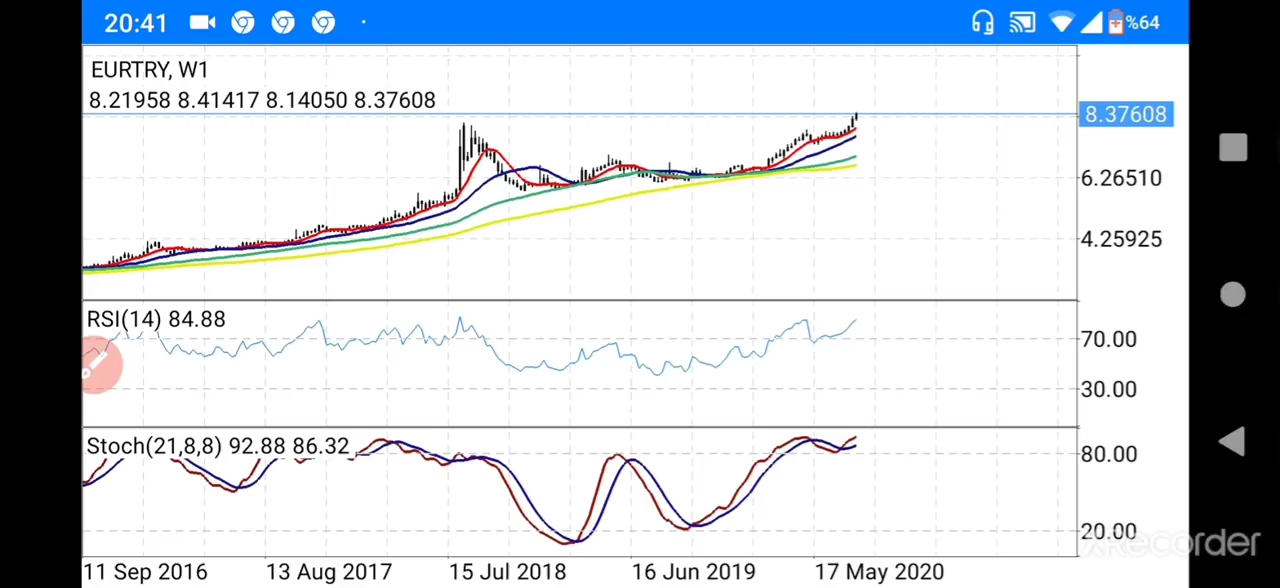 20:41
%64
EURTRY, W1
8.21958 8.41417 8.14050 8.37608
8.37608
6.26510
4.25925
RSI(14) 84.88
70.00
30.00
Stoch(21,8,8) 92.88 86.32
80.00
20.00
XRecorder
11 Sep 2016 13 Aug 2017 15 Jul 2018 16 Jun 2019 17 May 2020